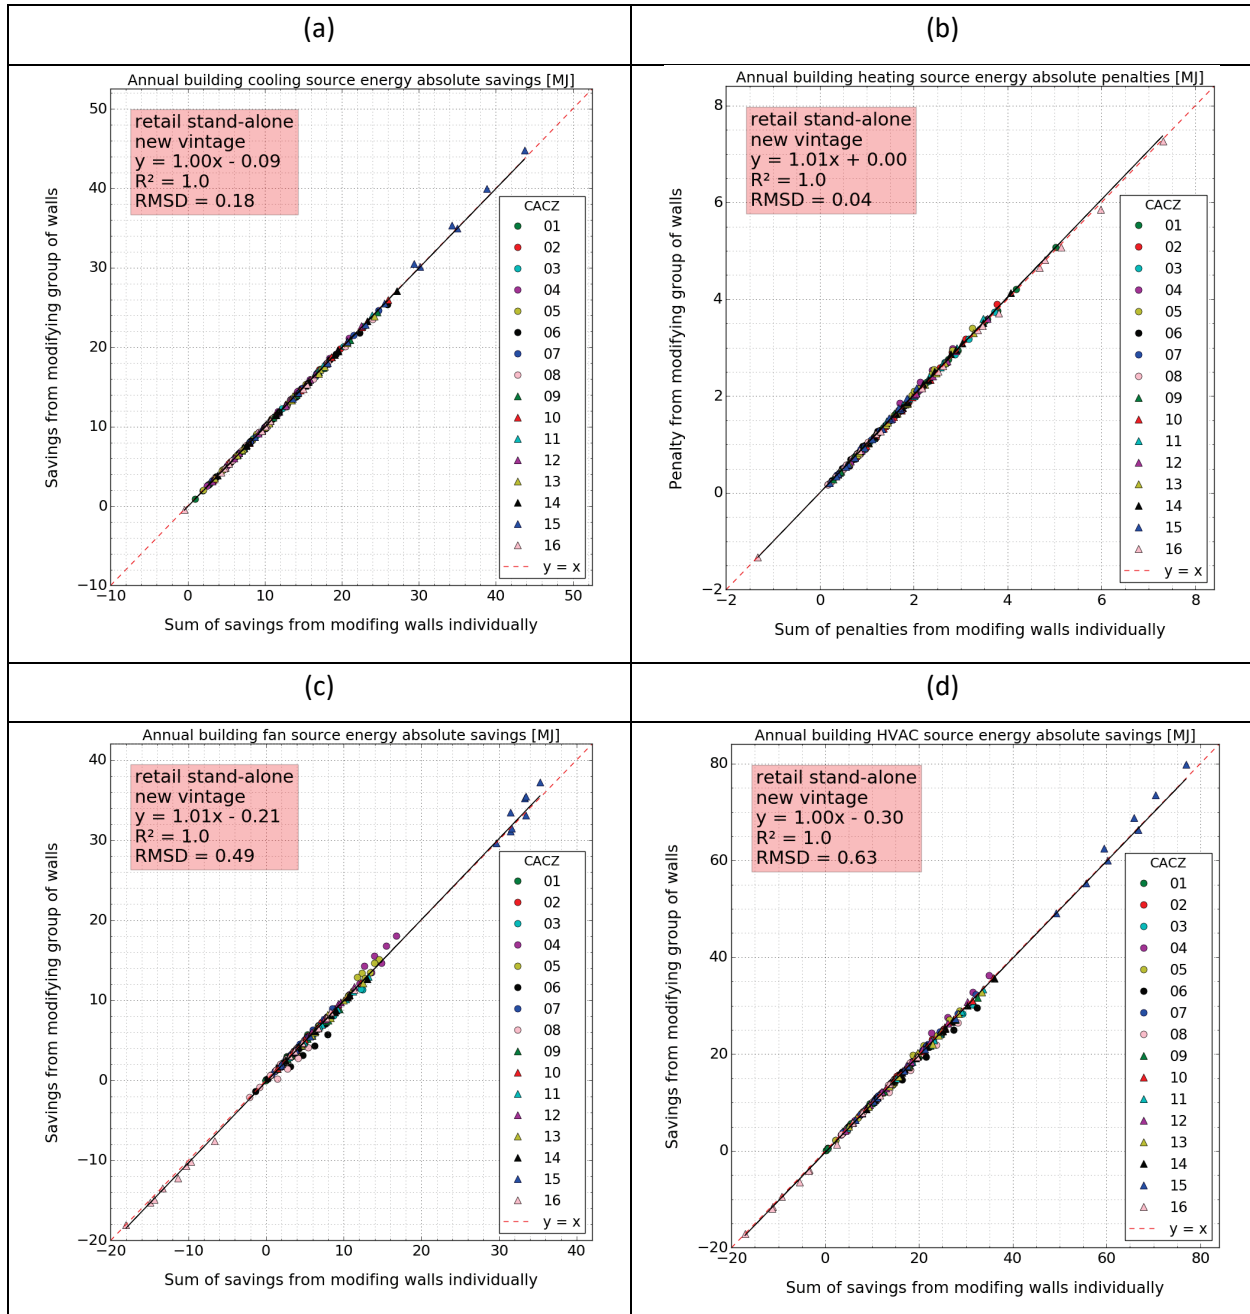 (a)
(b)
Annual building cooling source energy absolute savings [MJ]
retail stand-alone
new vintage
y = 1.00x - 0.09
R² = 1.0
RMSD = 0.18
CACZ
01
02
03
04
05
06
07
08
09
10
11
12
13
14
15
16
y = x
50
40
30
20
10
0
−10
−10
0
10
20
30
40
50
Savings from modifying group of walls
Sum of savings from modifing walls individually
Annual building heating source energy absolute penalties [MJ]
retail stand-alone
new vintage
y = 1.01x + 0.00
R² = 1.0
RMSD = 0.04
CACZ
01
02
03
04
05
06
07
08
09
10
11
12
13
14
15
16
y = x
8
6
4
2
0
−2
−2
0
2
4
6
8
Penalty from modifying group of walls
Sum of penalties from modifing walls individually
(c)
(d)
Annual building fan source energy absolute savings [MJ]
retail stand-alone
new vintage
y = 1.01x - 0.21
R² = 1.0
RMSD = 0.49
CACZ
01
02
03
04
05
06
07
08
09
10
11
12
13
14
15
16
y = x
40
30
20
10
0
−10
−20
−20
−10
0
10
20
30
40
Savings from modifying group of walls
Sum of savings from modifing walls individually
Annual building HVAC source energy absolute savings [MJ]
retail stand-alone
new vintage
y = 1.00x - 0.30
R² = 1.0
RMSD = 0.63
CACZ
01
02
03
04
05
06
07
08
09
10
11
12
13
14
15
16
y = x
80
60
40
20
0
−20
−20
0
20
40
60
80
Savings from modifying group of walls
Sum of savings from modifing walls individually